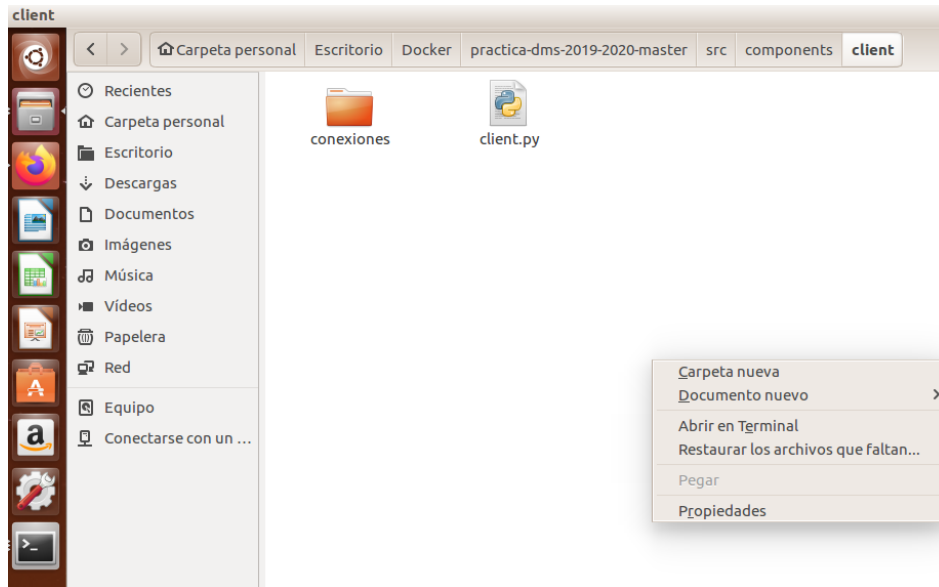 client
Carpeta personal Escritorio Docker practica-dms-2019-2020-master src components client
Recientes
Carpeta personal
Escritorio
Descargas
Documentos
Imágenes
Música
Vídeos
Papelera
Red
Equipo
Conectarse con un ...
conexiones
client.py
Carpeta nueva
Documento nuevo
Abrir en Terminal
Restaurar los archivos que faltan...
Pegar
Propiedades